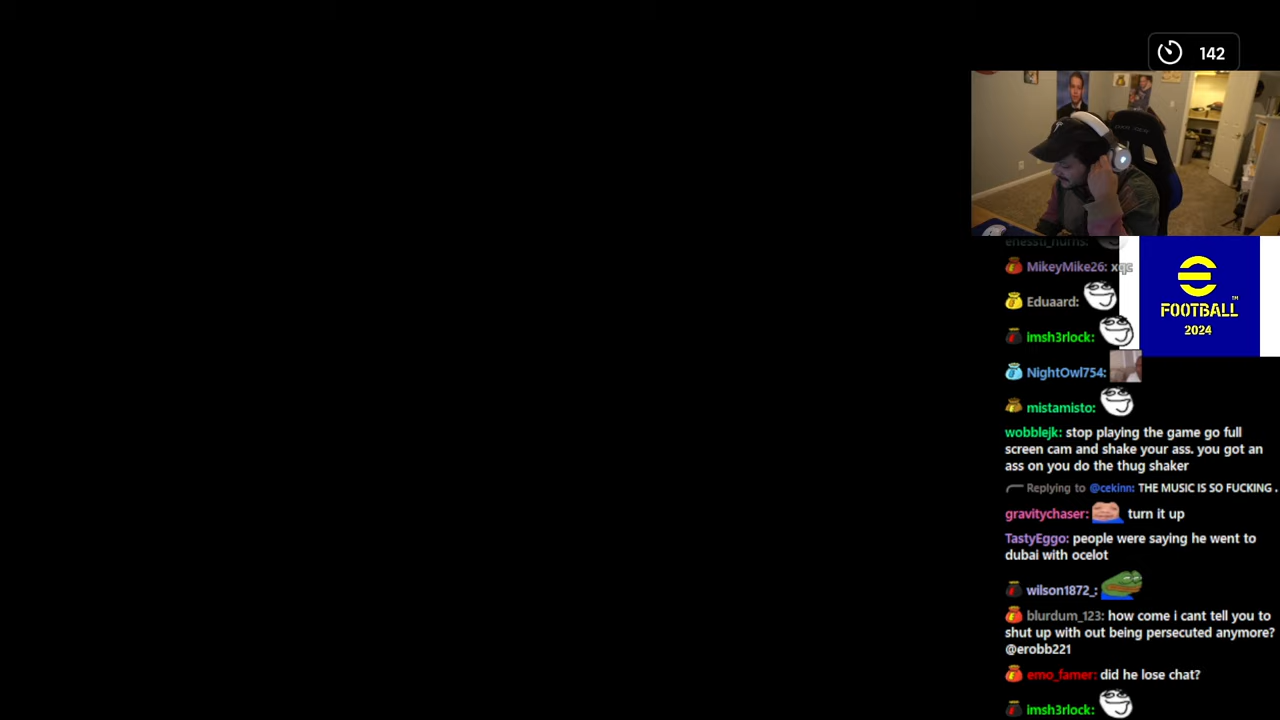 142
enessti_nurns:
MikeyMike26: xqc
Eduaard:
E
FOOTBALL™
2024
imsh3rlock:
NightOwl754:
mistamisto:
wobblejk: stop playing the game go full
screen cam and shake your ass. you got an
ass on you do the thug shaker
Replying to @cekinn: THE MUSIC IS SO FUCKING .
gravitychaser: turn it up
TastyEggo: people were saying he went to
dubai with ocelot
wilson1872_:
blurdum_123: how come i cant tell you to
shut up with out being persecuted anymore?
@erobb221
emo_famer: did he lose chat?
imsh3rlock: